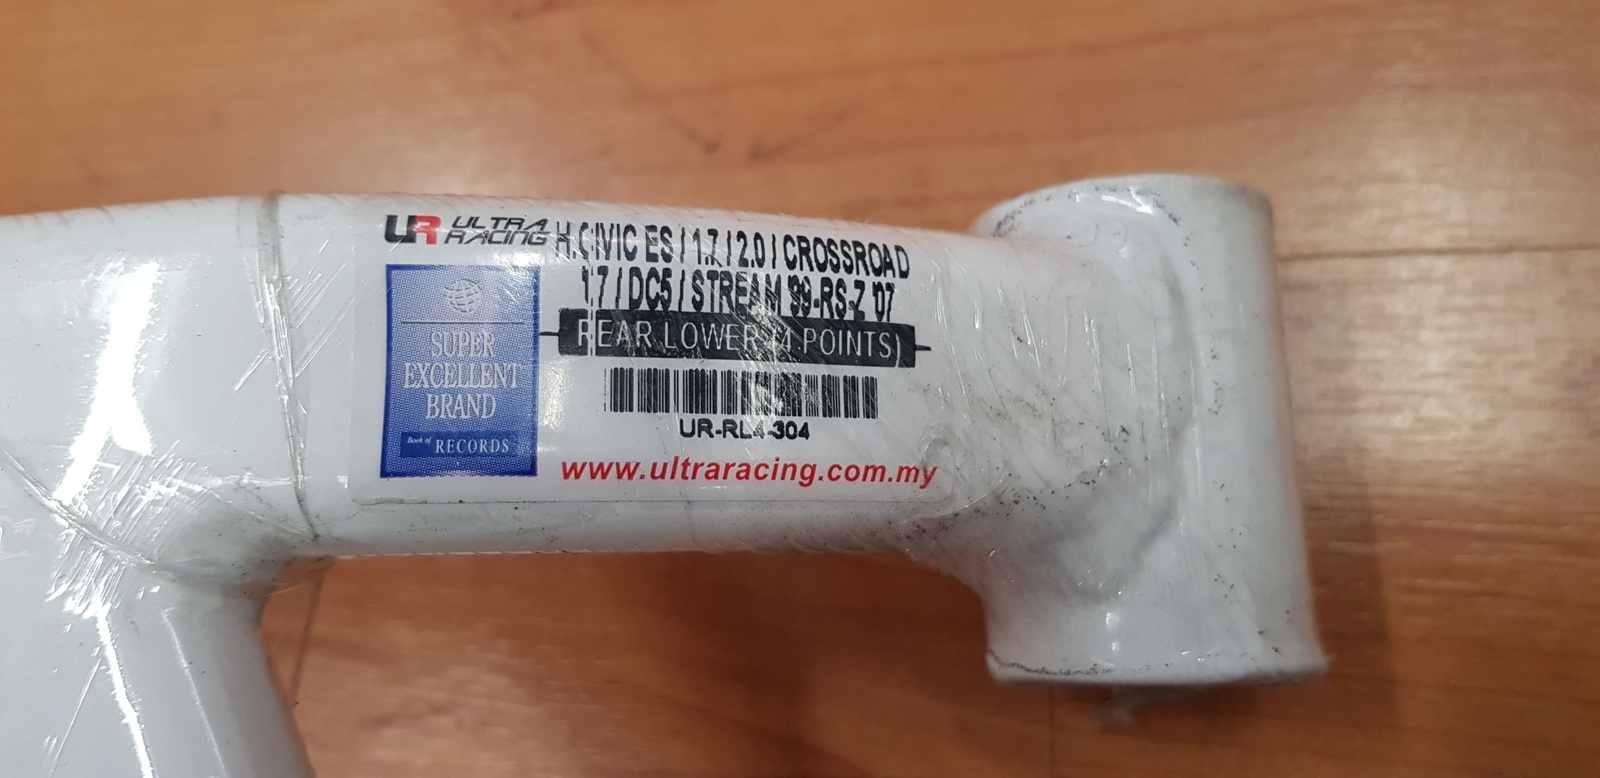 UR ULTRA RACING
H.CIVIC ES / 1.7 / 2.0 / CROSSROAD
1.7 / DC5 / STREAM '99-RS-Z '07
REAR LOWER (4 POINTS)
SUPER
EXCELLENT
BRAND
Book of RECORDS
UR-RL4-304
www.ultraracing.com.my